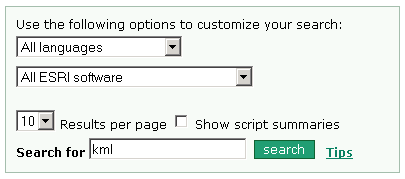 Use the following options to customize your search:
All languages
All ESRI software
10 Results per page Show script summaries
Search for kml search Tips